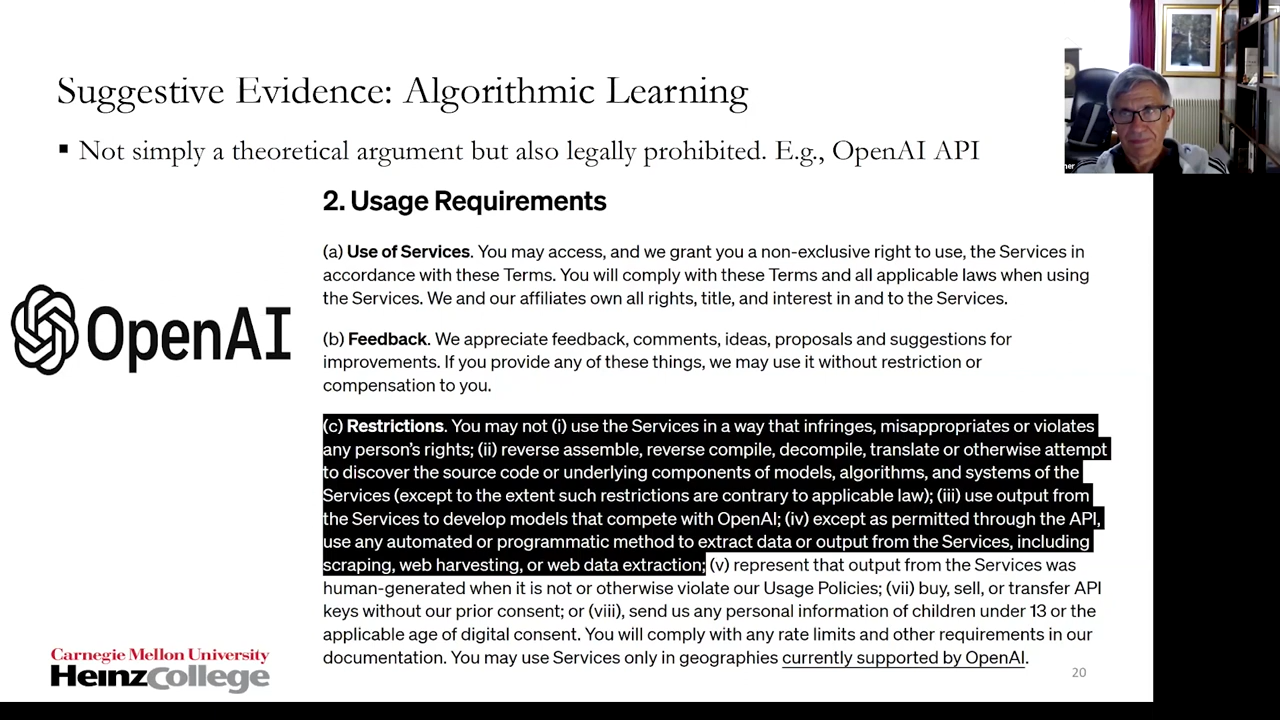 Suggestive Evidence: Algorithmic Learning
▪ Not simply a theoretical argument but also legally prohibited. E.g., OpenAI API
2. Usage Requirements
(a) Use of Services. You may access, and we grant you a non-exclusive right to use, the Services in
accordance with these Terms. You will comply with these Terms and all applicable laws when using
the Services. We and our affiliates own all rights, title, and interest in and to the Services.
OpenAI
(b) Feedback. We appreciate feedback, comments, ideas, proposals and suggestions for
improvements. If you provide any of these things, we may use it without restriction or
compensation to you.
(c) Restrictions. You may not (i) use the Services in a way that infringes, misappropriates or violates
any person's rights; (ii) reverse assemble, reverse compile, decompile, translate or otherwise attempt
to discover the source code or underlying components of models, algorithms, and systems of the
Services (except to the extent such restrictions are contrary to applicable law); (iii) use output from
the Services to develop models that compete with OpenAI; (iv) except as permitted through the API,
use any automated or programmatic method to extract data or output from the Services, including
scraping, web harvesting, or web data extraction; (v) represent that output from the Services was
human-generated when it is not or otherwise violate our Usage Policies; (vii) buy, sell, or transfer API
keys without our prior consent; or (viii), send us any personal information of children under 13 or the
applicable age of digital consent. You will comply with any rate limits and other requirements in our
documentation. You may use Services only in geographies currently supported by OpenAI.
Carnegie Mellon University
HeinzCollege
20